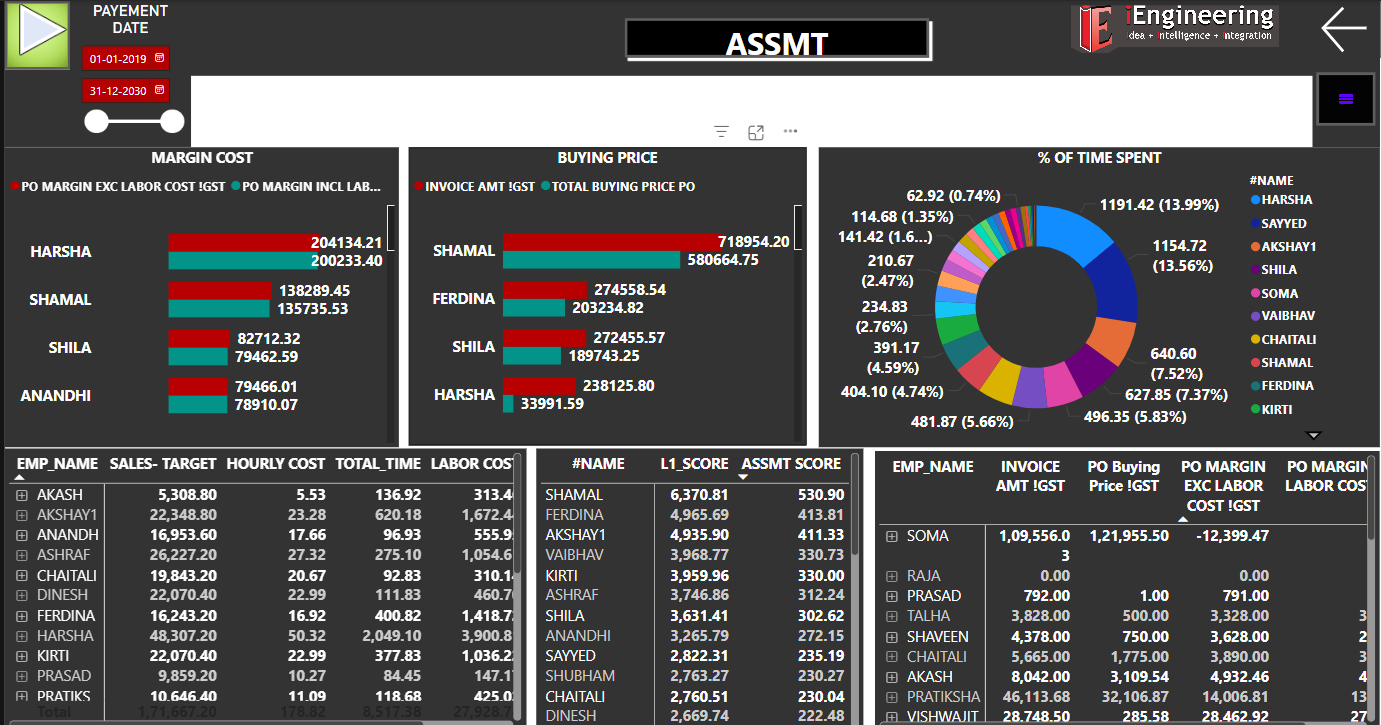 PAYEMENT
DATE
01-01-2019
31-12-2030
ASSMT
iEngineering
idea + intelligence + integration
MARGIN COST
PO MARGIN EXC LABOR COST !GST PO MARGIN INCL LAB...
HARSHA 204134.21
200233.40
SHAMAL 138289.45
135735.53
SHILA 82712.32
79462.59
ANANDHI 79466.01
78910.07
BUYING PRICE
INVOICE AMT !GST TOTAL BUYING PRICE PO
SHAMAL 718954.20
580664.75
FERDINA 274558.54
203234.82
SHILA 272455.57
189743.25
HARSHA 238125.80
33991.59
% OF TIME SPENT
62.92 (0.74%)
114.68 (1.35%)
141.42 (1.6...)
210.67
(2.47%)
234.83
(2.76%)
391.17
(4.59%)
404.10 (4.74%)
481.87 (5.66%)
496.35 (5.83%)
627.85 (7.37%)
640.60
(7.52%)
1154.72
(13.56%)
1191.42 (13.99%)
#NAME
HARSHA
SAYYED
AKSHAY1
SHILA
SOMA
VAIBHAV
CHAITALI
SHAMAL
FERDINA
KIRTI
EMP_NAME SALES- TARGET HOURLY COST TOTAL_TIME LABOR COST
AKASH 5,308.80 5.53 136.92 313.4
AKSHAY1 22,348.80 23.28 620.18 1,672.4
ANANDH 16,953.60 17.66 96.93 555.9
ASHRAF 26,227.20 27.32 275.10 1,054.6
CHAITALI 19,843.20 20.67 92.83 310.1
DINESH 22,070.40 22.99 111.83 460.7
FERDINA 16,243.20 16.92 400.82 1,418.7
HARSHA 48,307.20 50.32 2,049.10 3,900.8
KIRTI 22,070.40 22.99 377.83 1,036.2
PRASAD 9,859.20 10.27 84.45 147.1
PRATIKS 10,646.40 11.09 118.68 425.0
Total 1,71,667.20 178.82 8,517.38 27,928.7
#NAME L1_SCORE ASSMT SCORE
SHAMAL 6,370.81 530.90
FERDINA 4,965.69 413.81
AKSHAY1 4,935.90 411.33
VAIBHAV 3,968.77 330.73
KIRTI 3,959.96 330.00
ASHRAF 3,746.86 312.24
SHILA 3,631.41 302.62
ANANDHI 3,265.79 272.15
SAYYED 2,822.31 235.19
SHUBHAM 2,763.27 230.27
CHAITALI 2,760.51 230.04
DINESH 2,669.74 222.48
EMP_NAME INVOICE AMT !GST PO Buying Price !GST PO MARGIN EXC LABOR COST !GST PO MARGIN LABOR COS
SOMA 1,09,556.03 1,21,955.50 -12,399.47
RAJA 0.00 0.00
PRASAD 792.00 1.00 791.00
TALHA 3,828.00 500.00 3,328.00 3
SHAVEEN 4,378.00 750.00 3,628.00 2
CHAITALI 5,665.00 1,775.00 3,890.00 3
AKASH 8,042.00 3,109.54 4,932.46 4
PRATIKSHA 46,113.68 32,106.87 14,006.81 13
VISHWAJIT 28,748.50 285.58 28,462.92 27